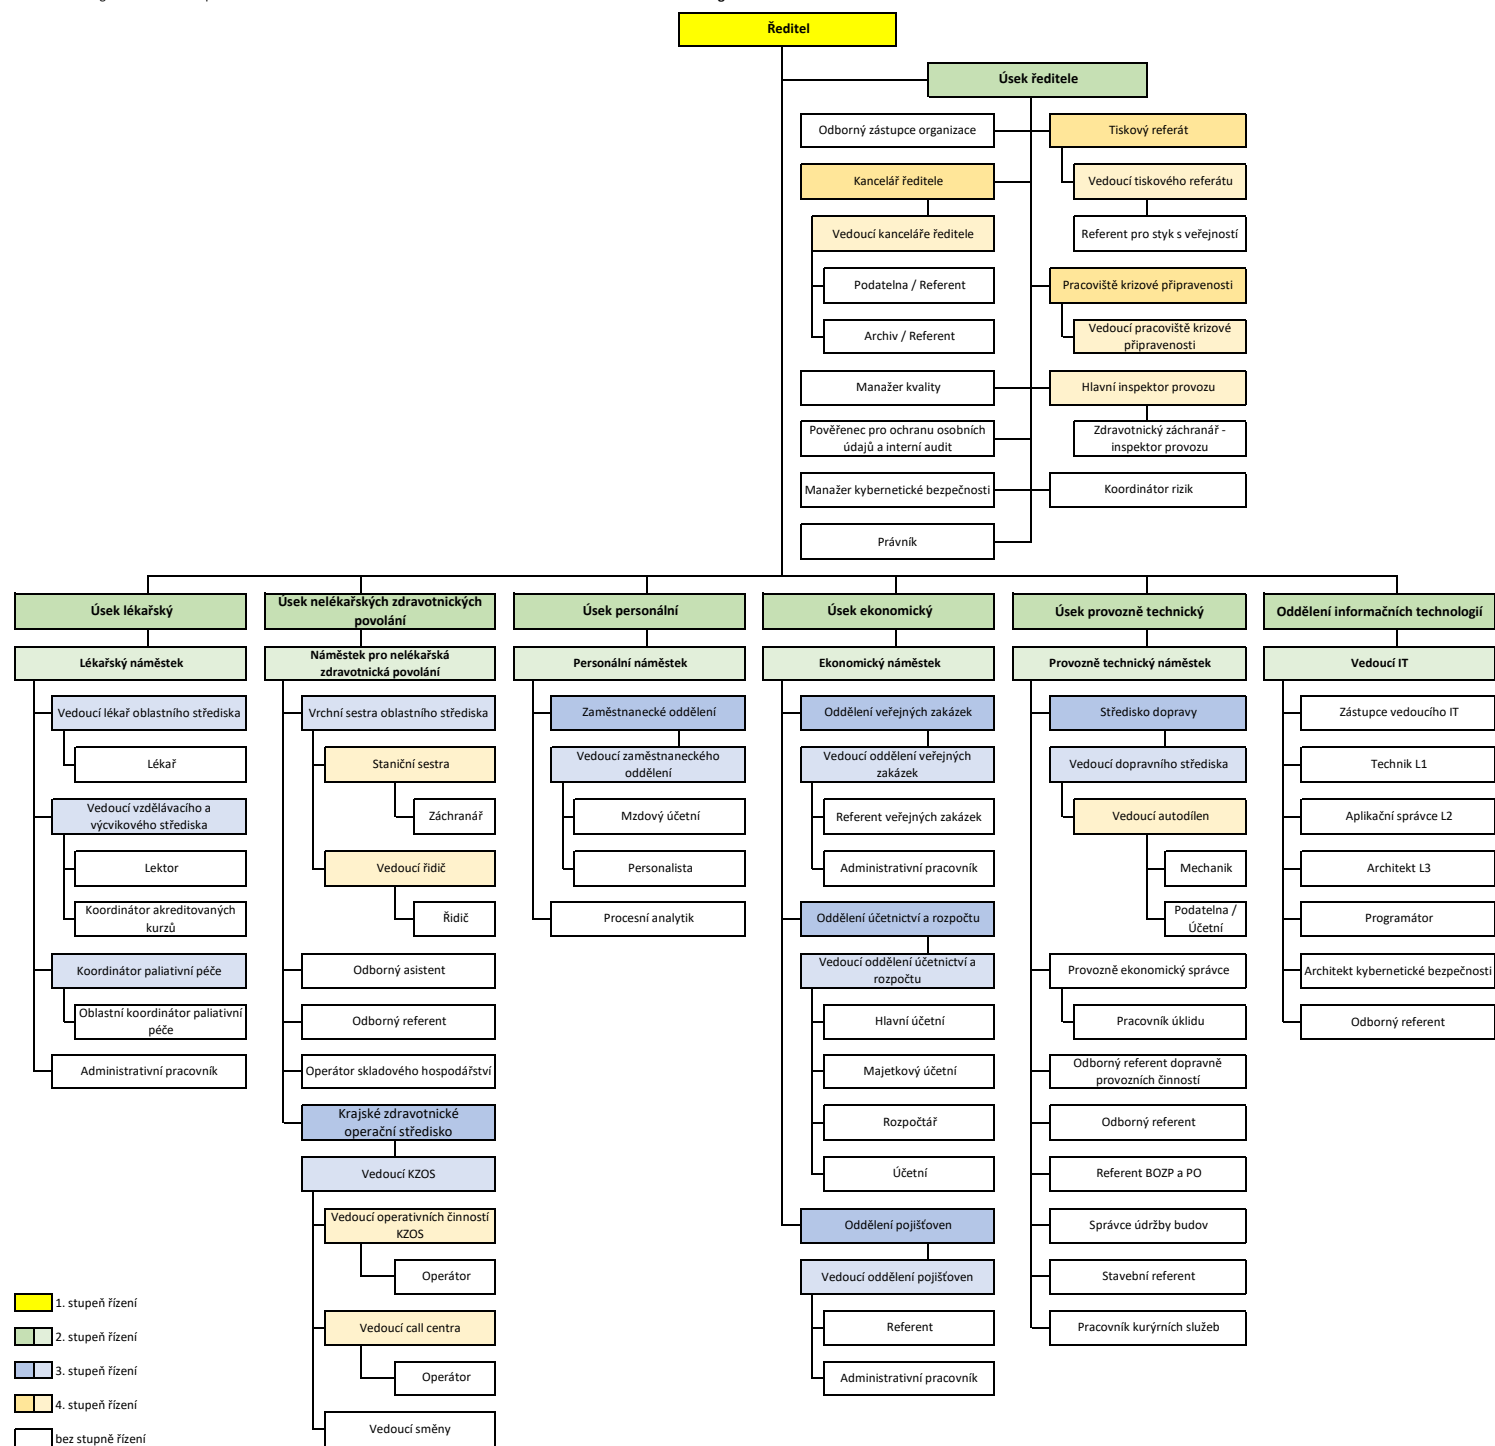 Ředitel
Úsek ředitele
Odborný zástupce organizace
Tiskový referát
Kancelář ředitele
Vedoucí tiskového referátu
Vedoucí kanceláře ředitele
Referent pro styk s veřejností
Podatelna / Referent
Pracoviště krizové připravenosti
Archiv / Referent
Vedoucí pracoviště krizové
připravenosti
Manažer kvality
Hlavní inspektor provozu
Pověřenec pro ochranu osobních
údajů a interní audit
Zdravotnický záchranář -
inspektor provozu
Manažer kybernetické bezpečnosti
Koordinátor rizik
Právník
Úsek lékařský
Lékařský náměstek
Vedoucí lékař oblastního střediska
Lékař
Vedoucí vzdělávacího a
výcvikového střediska
Lektor
Koordinátor akreditovaných
kurzů
Koordinátor paliativní péče
Oblastní koordinátor paliativní
péče
Administrativní pracovník
Úsek nelékařských zdravotnických
povolání
Náměstek pro nelékařská
zdravotnická povolání
Vrchní sestra oblastního střediska
Staniční sestra
Záchranář
Vedoucí řidič
Řidič
Odborný asistent
Odborný referent
Operátor skladového hospodářství
Krajské zdravotnické
operační středisko
Vedoucí KZOS
Vedoucí operativních činností
KZOS
Operátor
Vedoucí call centra
Operátor
Vedoucí směny
Úsek personální
Personální náměstek
Zaměstnanecké oddělení
Vedoucí zaměstnaneckého
oddělení
Mzdový účetní
Personalista
Procesní analytik
Úsek ekonomický
Ekonomický náměstek
Oddělení veřejných zakázek
Vedoucí oddělení veřejných
zakázek
Referent veřejných zakázek
Administrativní pracovník
Oddělení účetnictví a rozpočtu
Vedoucí oddělení účetnictví a
rozpočtu
Hlavní účetní
Majetkový účetní
Rozpočtář
Účetní
Oddělení pojišťoven
Vedoucí oddělení pojišťoven
Referent
Administrativní pracovník
Úsek provozně technický
Provozně technický náměstek
Středisko dopravy
Vedoucí dopravního střediska
Vedoucí autodílen
Mechanik
Podatelna /
Účetní
Provozně ekonomický správce
Pracovník úklidu
Odborný referent dopravně
provozních činností
Odborný referent
Referent BOZP a PO
Správce údržby budov
Stavební referent
Pracovník kurýrních služeb
Oddělení informačních technologií
Vedoucí IT
Zástupce vedoucího IT
Technik L1
Aplikační správce L2
Architekt L3
Programátor
Architekt kybernetické bezpečnosti
Odborný referent
1. stupeň řízení
2. stupeň řízení
3. stupeň řízení
4. stupeň řízení
bez stupně řízení